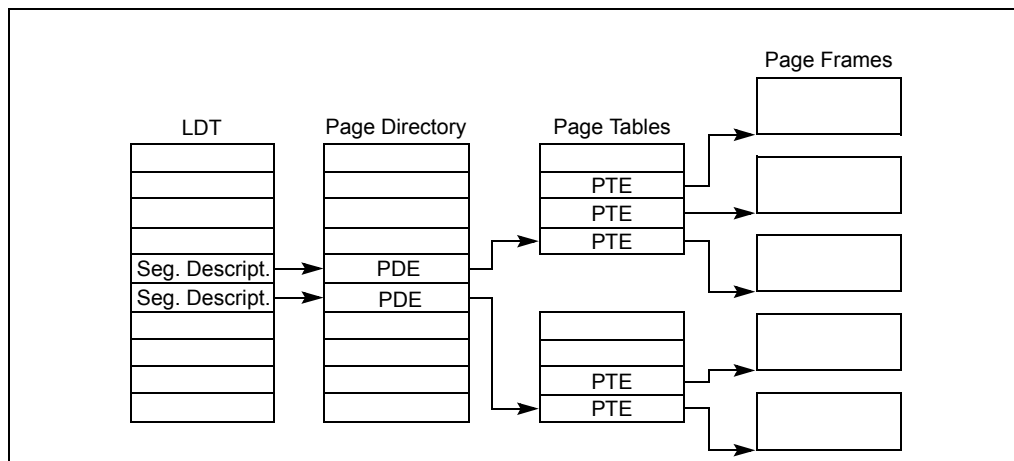 Page Frames
LDT
Page Directory
Page Tables
PTE
PTE
PTE
Seg. Descript.
PDE
Seg. Descript.
PDE
PTE
PTE